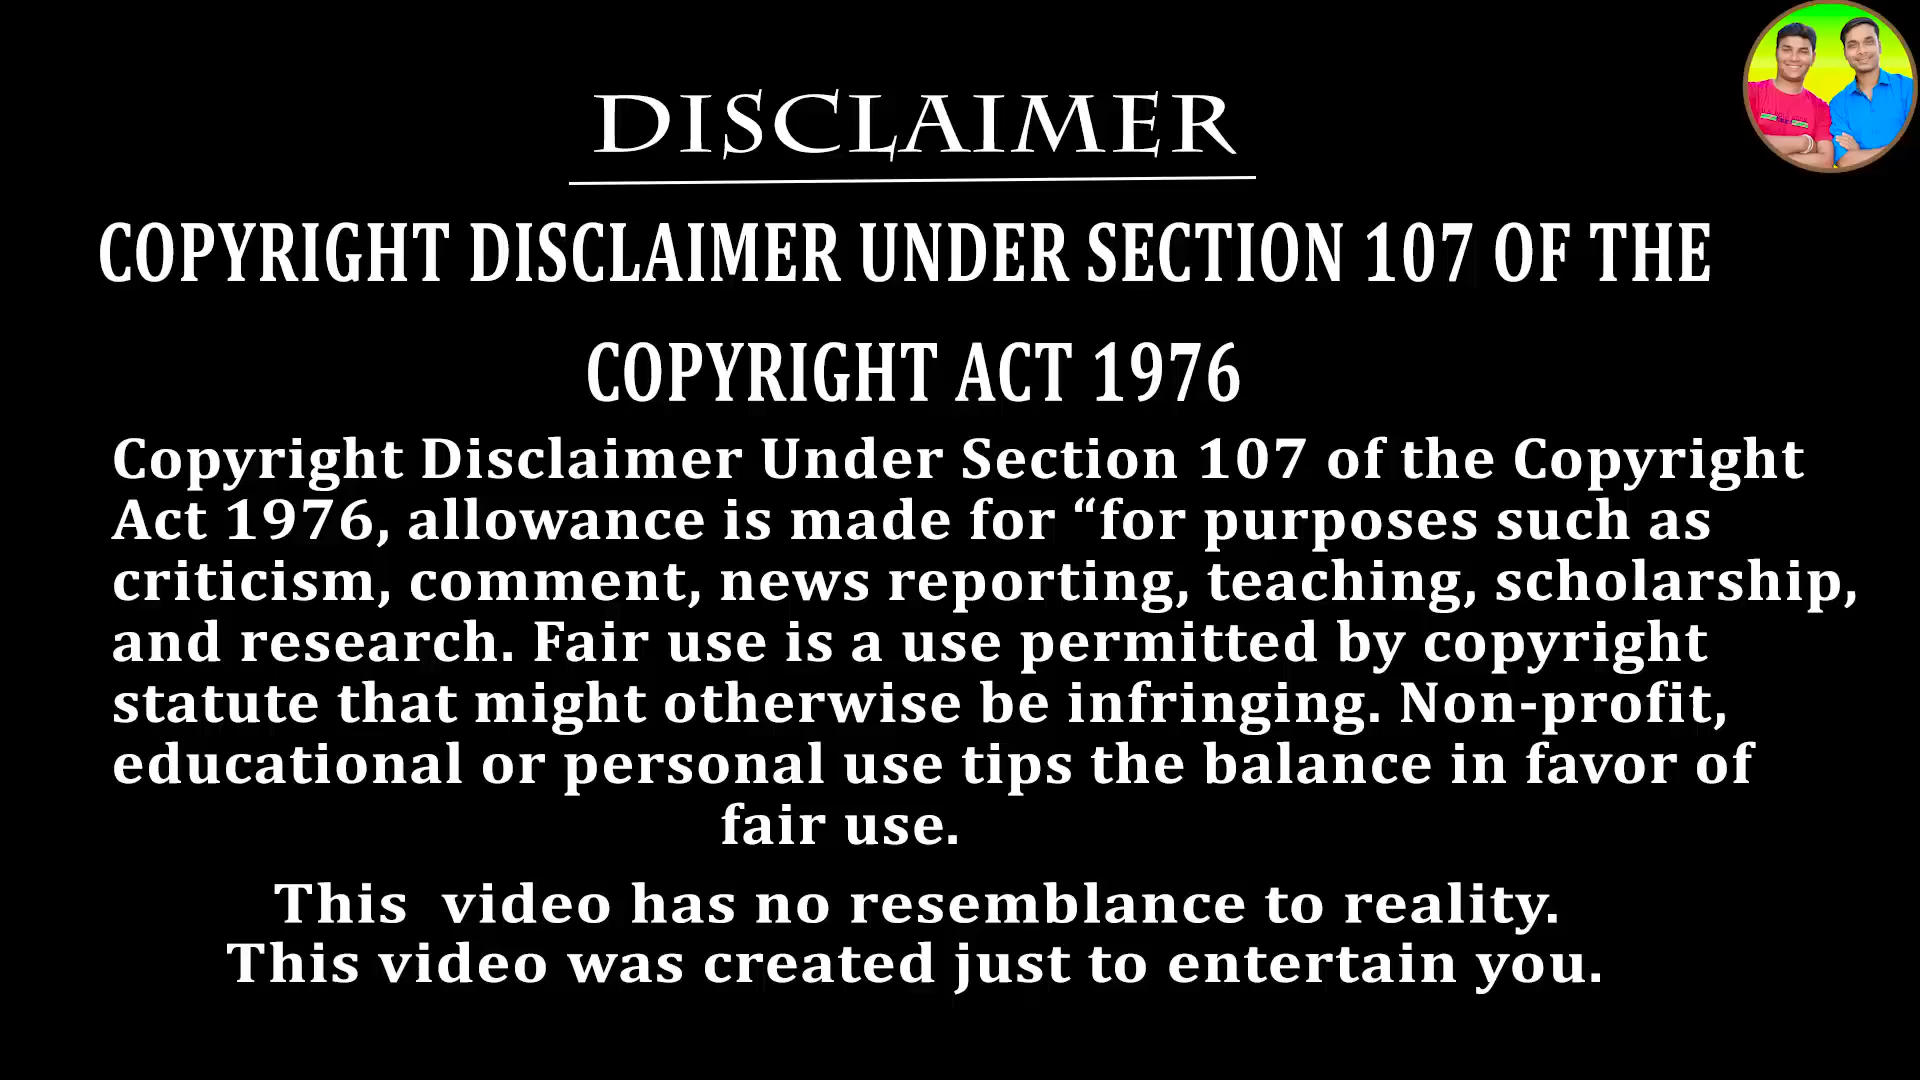 DISCLAIMER
COPYRIGHT DISCLAIMER UNDER SECTION 107 OF THE
COPYRIGHT ACT 1976
Copyright Disclaimer Under Section 107 of the Copyright
Act 1976, allowance is made for “for purposes such as
criticism, comment, news reporting, teaching, scholarship,
and research. Fair use is a use permitted by copyright
statute that might otherwise be infringing. Non-profit,
educational or personal use tips the balance in favor of
fair use.
This video has no resemblance to reality.
This video was created just to entertain you.